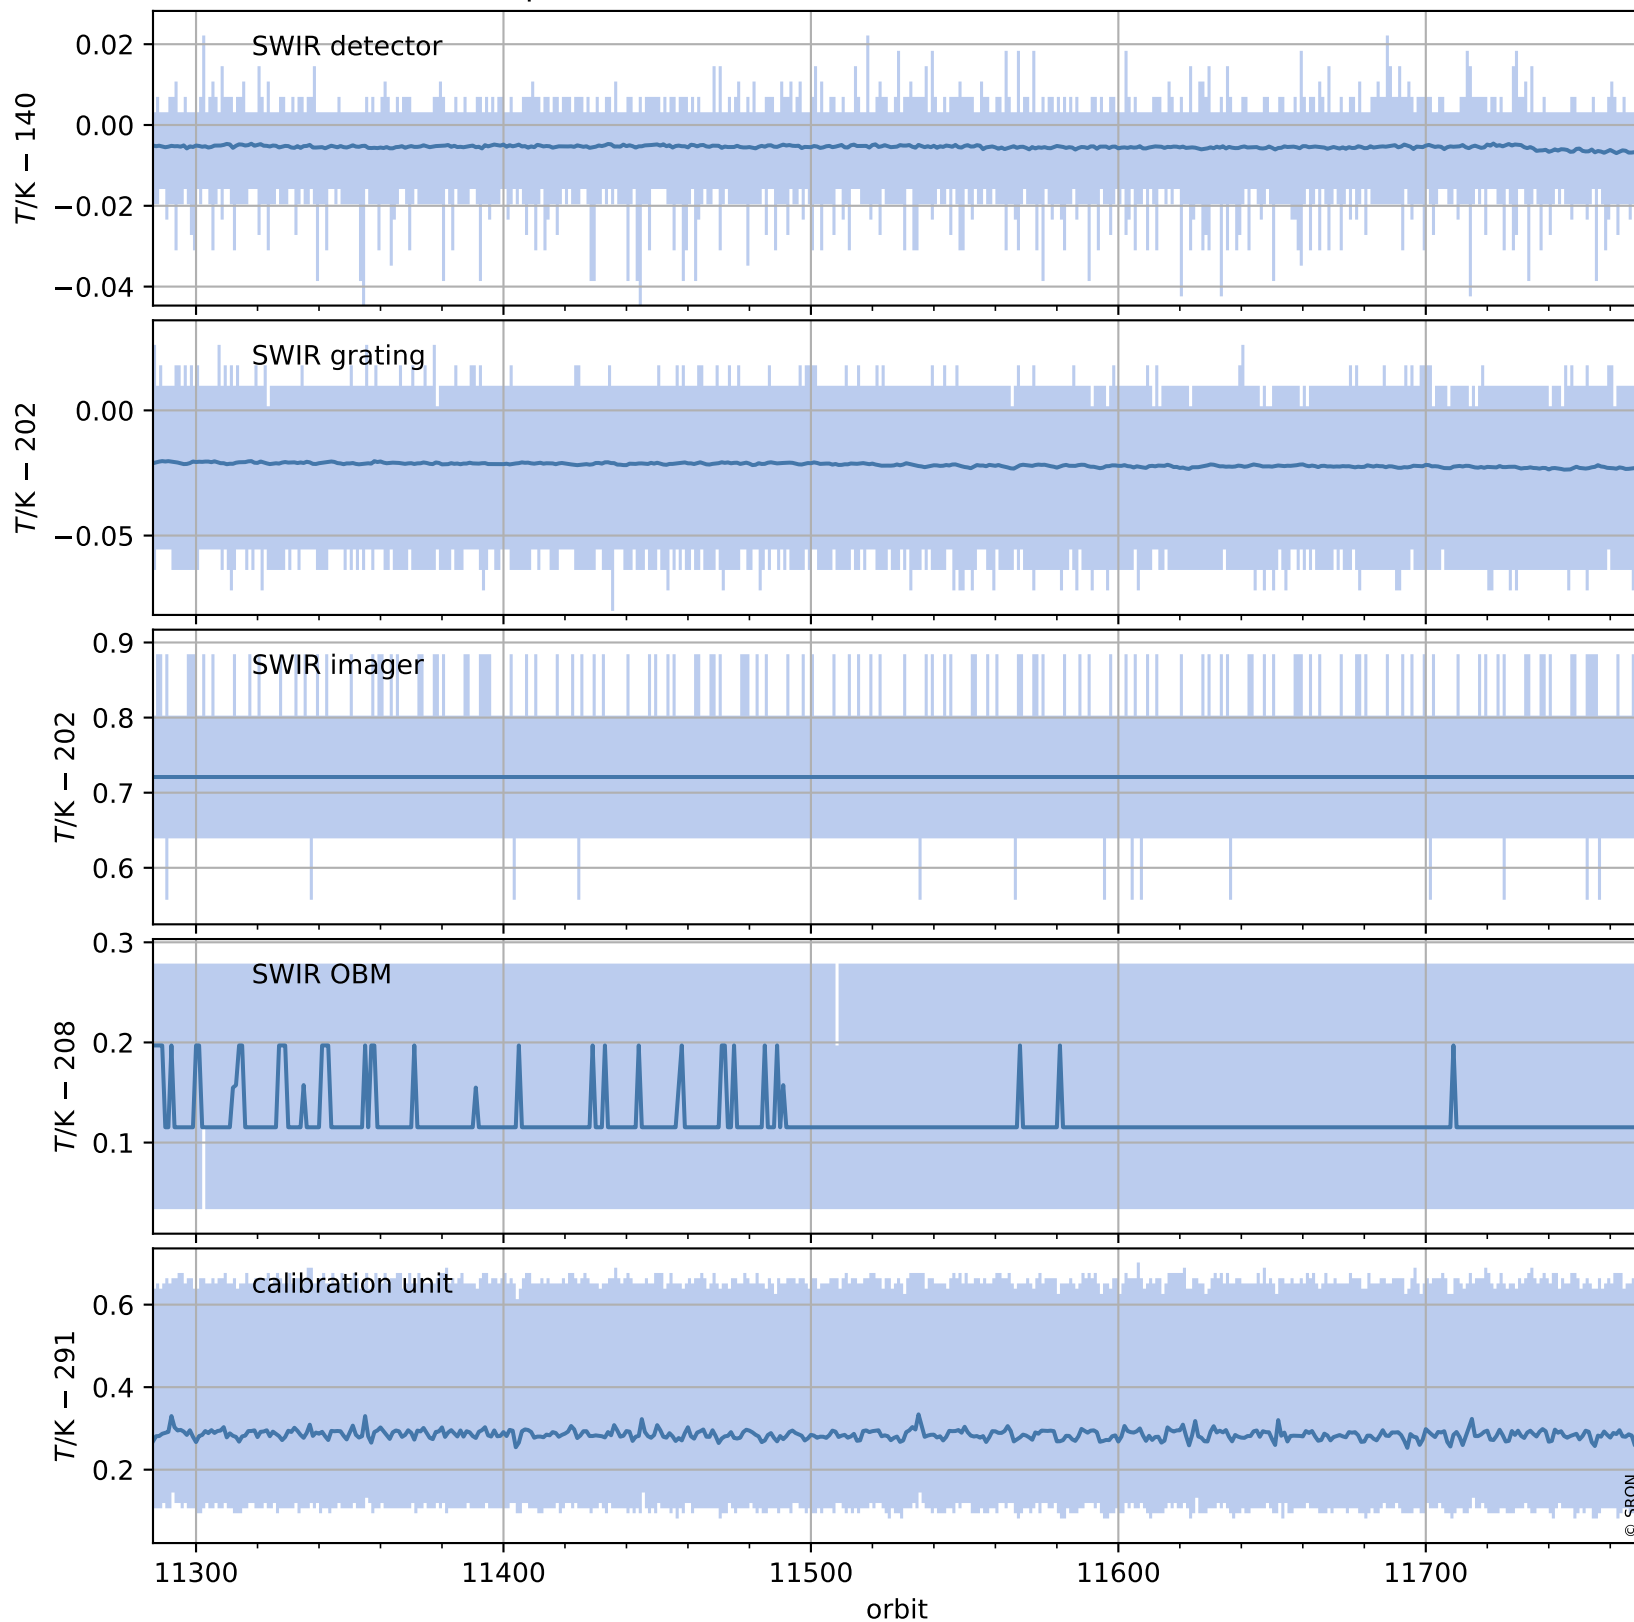 SWIR detector
0.02
0.00
−0.02
−0.04
T/K − 140
SWIR grating
0.00
−0.05
T/K − 202
SWIR imager
0.9
0.8
0.7
0.6
T/K − 202
SWIR OBM
0.3
0.2
0.1
T/K − 208
calibration unit
0.6
0.4
0.2
T/K − 291
© SRON
11300 11400 11500 11600 11700
orbit